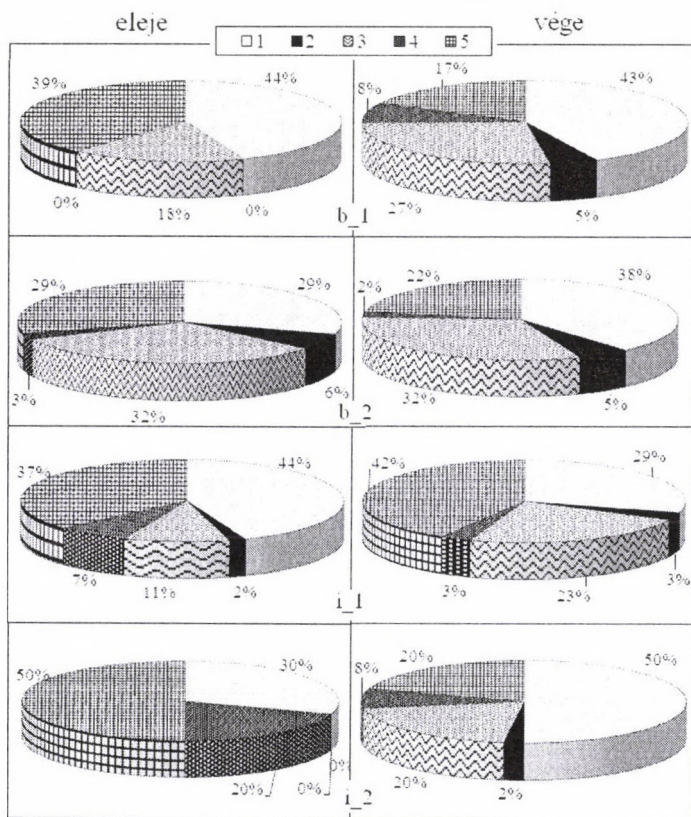 eleje
vége
1 2 3 4 5
39% 44%
0% 18% 0%
17% 43%
8%
27% 5%
b_1
29% 29%
3% 32% 6%
22% 38%
2%
32% 5%
b_2
37% 44%
7% 11% 2%
42% 29%
3% 23% 3%
i_1
50% 30%
20% 0% 0%
20% 50%
8%
20% 2%
i_2